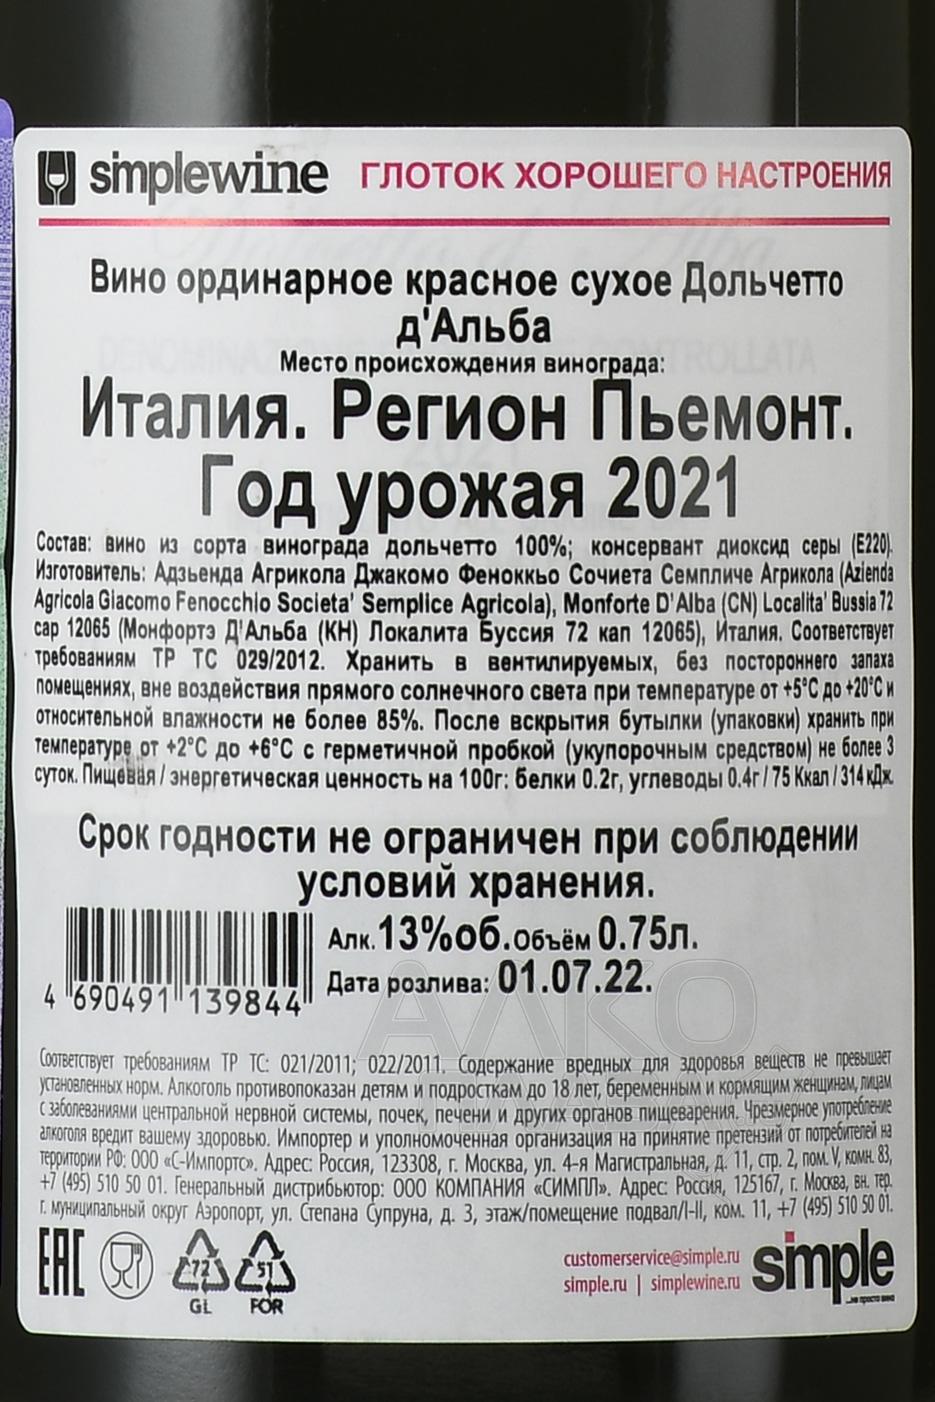 simplewine ГЛОТОК ХОРОШЕГО НАСТРОЕНИЯ
Вино ординарное красное сухое Дольчетто
д'Альба
Место происхождения винограда:
Италия. Регион Пьемонт.
Год урожая 2021
Состав: вино из сорта винограда дольчетто 100%; консервант диоксид серы (Е220).
Изготовитель: Адзьенда Агрикола Джакомо Феноккьо Сочиета Семпличе Агрикола (Azienda
Agricola Giacomo Fenocchio Societa' Semplice Agricola), Monforte D'Alba (CN) Localita' Bussia 72
cap 12065 (Монфортэ Д'Альба (КН) Локалита Буссия 72 кап 12065), Италия. Соответствует
требованиям ТР ТС 029/2012. Хранить в вентилируемых, без постороннего запаха
помещениях, вне воздействия прямого солнечного света при температуре от +5°С до +20°С и
относительной влажности не более 85%. После вскрытия бутылки (упаковки) хранить при
температуре от +2°С до +6°С с герметичной пробкой (укупорочным средством) не более 3
суток. Пищевая / энергетическая ценность на 100г: белки 0.2г, углеводы 0.4г / 75 Ккал / 314 кДж.
Срок годности не ограничен при соблюдении
условий хранения.
Алк.13%об.Объём 0.75л.
Дата розлива: 01.07.22.
4 690491 139844
АЛКО
Соответствует требованиям ТР ТС: 021/2011; 022/2011. Содержание вредных для здоровья веществ не превышает
установленных норм. Алкоголь противопоказан детям и подросткам до 18 лет, беременным и кормящим женщинам, лицам
с заболеваниями центральной нервной системы, почек, печени и других органов пищеварения. Чрезмерное употребление
алкоголя вредит вашему здоровью. Импортер и уполномоченная организация на принятие претензий от потребителей на
территории РФ: ООО «С-Импортс». Адрес: Россия, 123308, г. Москва, ул. 4-я Магистральная, д. 11, стр. 2, пом. V, комн. 83,
+7 (495) 510 50 01. Генеральный дистрибьютор: ООО КОМПАНИЯ «СИМПЛ». Адрес: Россия, 125167, г. Москва, вн. тер.
г. муниципальный округ Аэропорт, ул. Степана Супруна, д. 3, этаж/помещение подвал/I-II, ком. 11, +7 (495) 510 50 01.
EAC 72 GL 51 FOR
customerservice@simple.ru
simple.ru | simplewine.ru
simple
...не просто вино